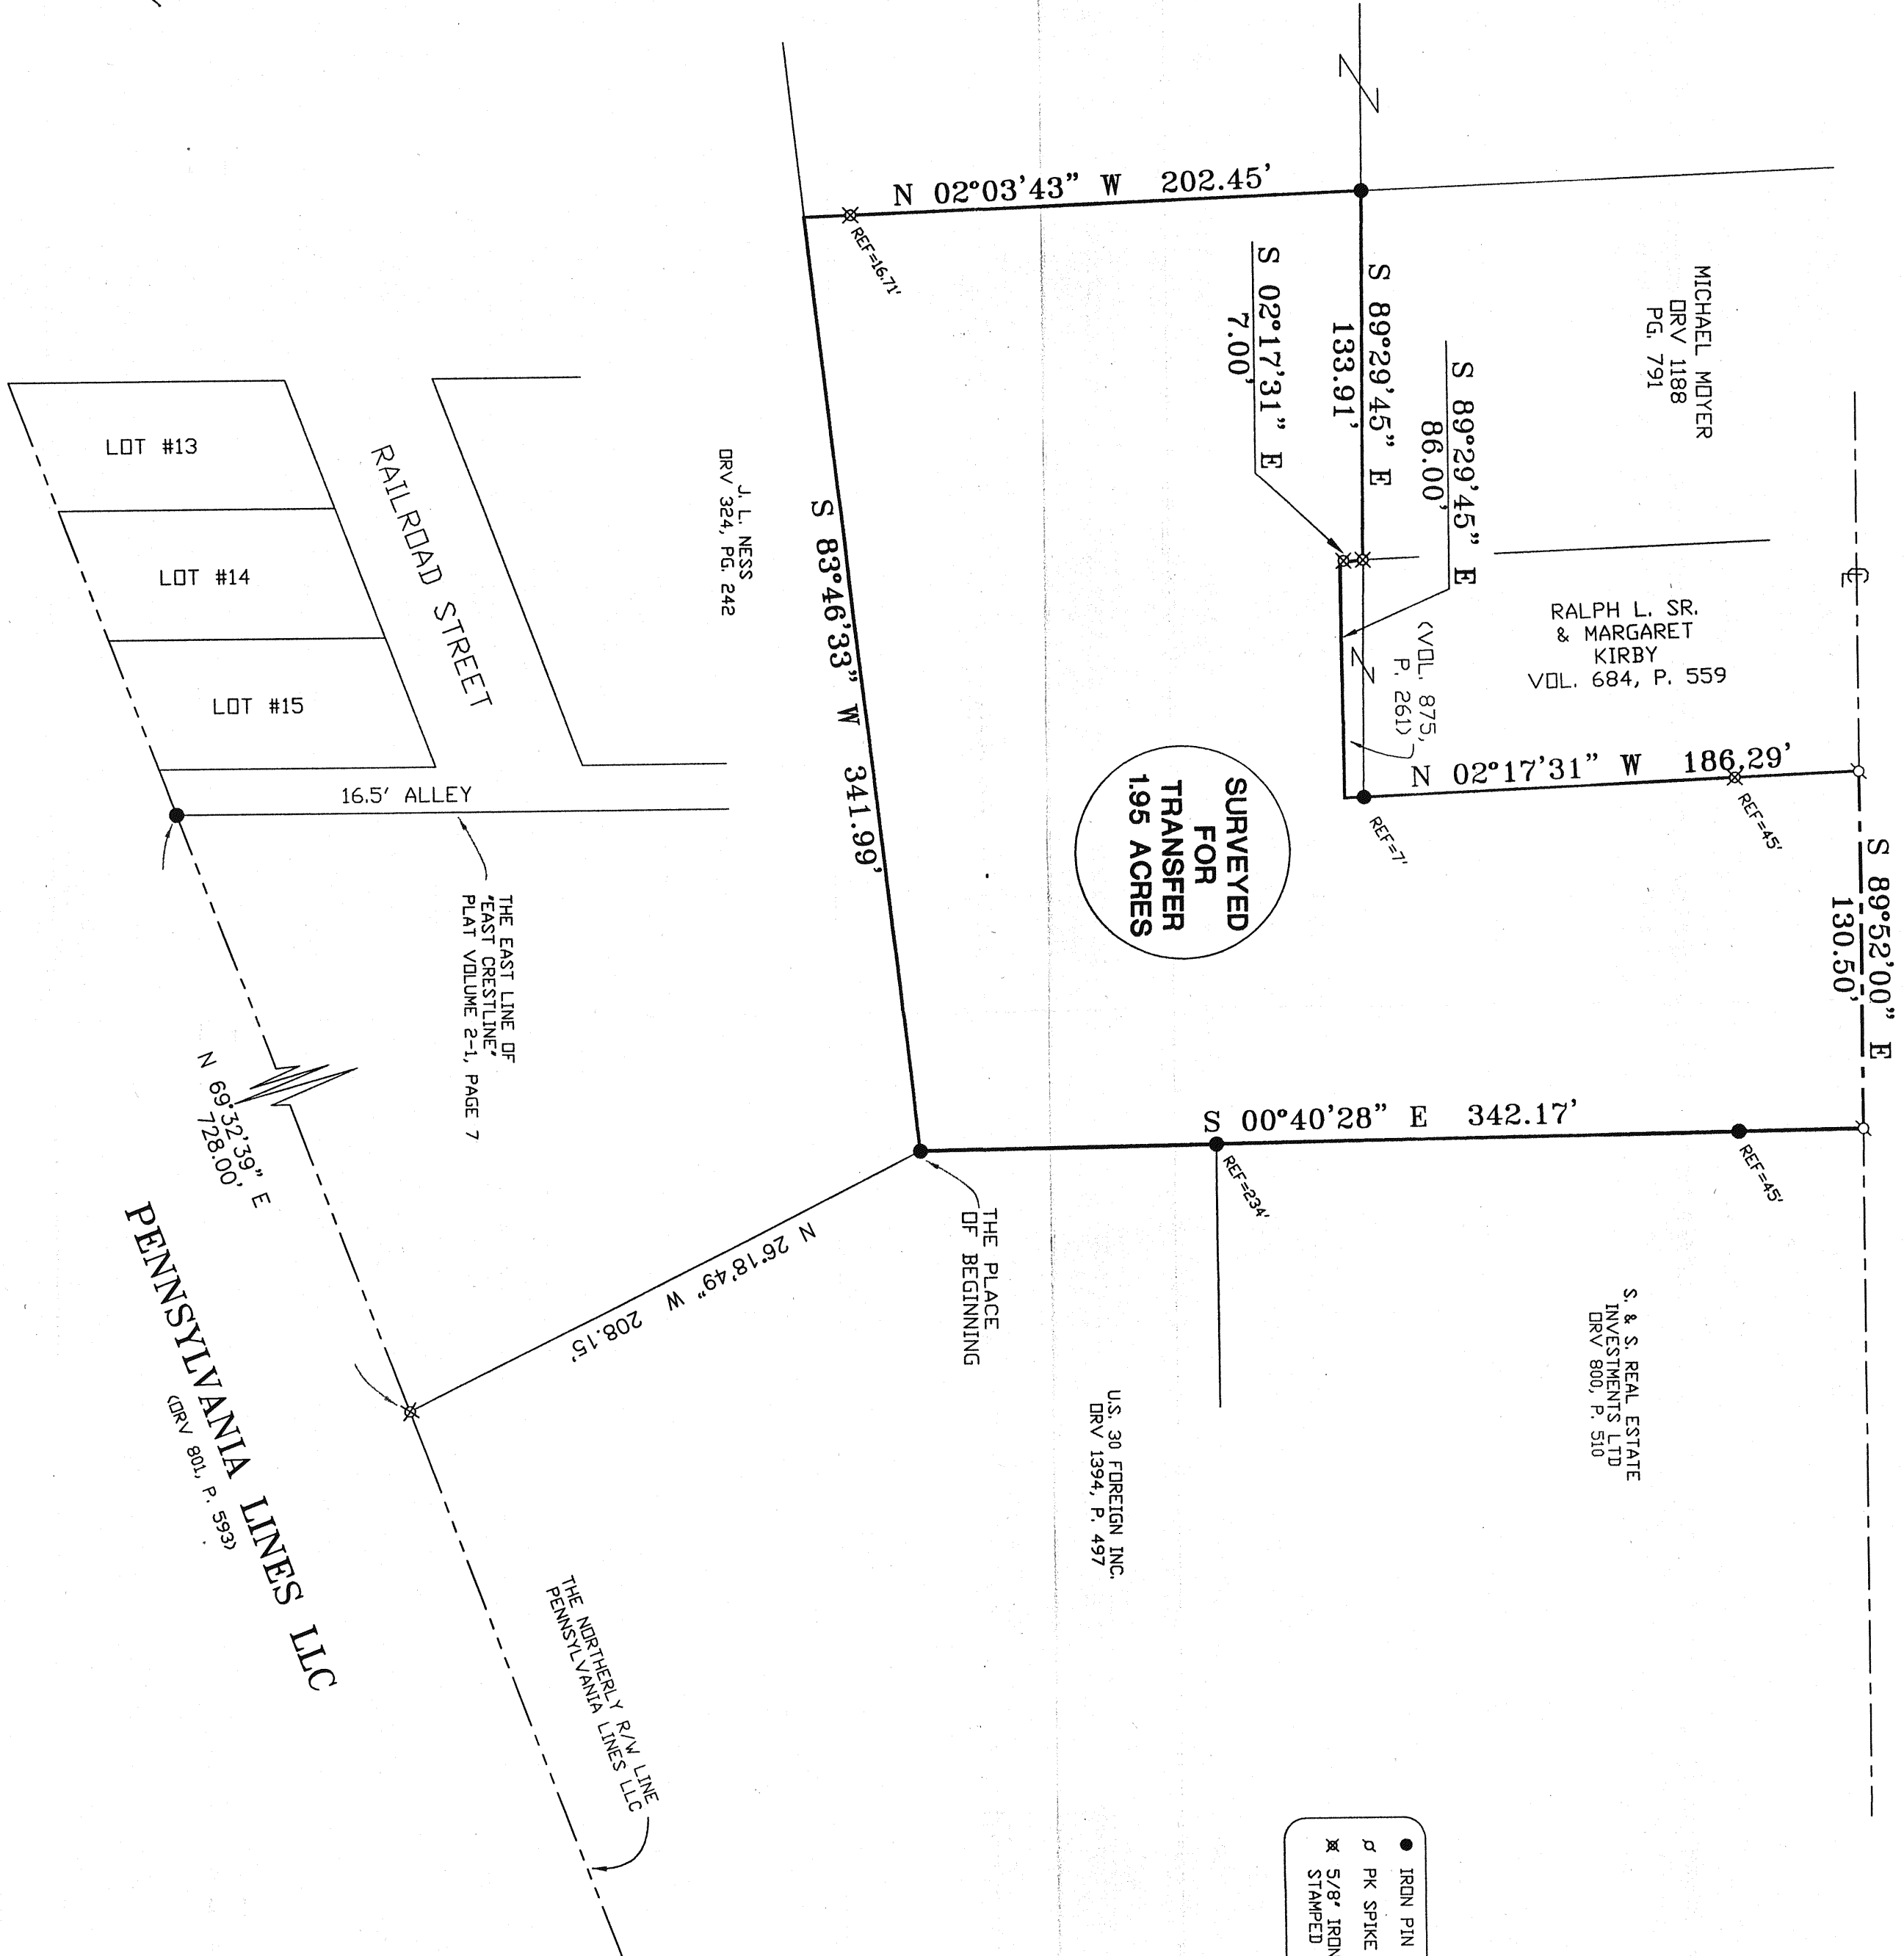 MICHAEL MOYER
ORV 1188
PG. 791
RALPH L. SR.
& MARGARET
KIRBY
VOL. 684, P. 559
S 89°52'00" E
130.50'
N 02°17'31" W 186.29'
REF=45'
REF=7'
(VOL. 875,
P. 261)
S 89°29'45" E
86.00'
S 89°29'45" E
133.91'
S 02°17'31" E
7.00'
N 02°03'43" W 202.45'
REF=16.71'
SURVEYED
FOR
TRANSFER
1.95 ACRES
S 00°40'28" E 342.17'
REF=45'
REF=234'
S. & S. REAL ESTATE
INVESTMENTS LTD
ORV 800, P. 510
U.S. 30 FOREIGN INC.
ORV 1394, P. 497
THE PLACE
OF BEGINNING
S 83°46'33" W 341.99'
J. L. NESS
ORV 324, PG. 242
N 26°18'49" W 208.15'
RAILROAD STREET
LOT #13
LOT #14
LOT #15
16.5' ALLEY
THE EAST LINE OF
"EAST CRESTLINE"
PLAT VOLUME 2-1, PAGE 7
N 69°32'39" E
728.00'
PENNSYLVANIA LINES LLC
(ORV 801, P. 593)
THE NORTHERLY R/W LINE
PENNSYLVANIA LINES LLC
IRON PIN
PK SPIKE
5/8" IRON
STAMPED